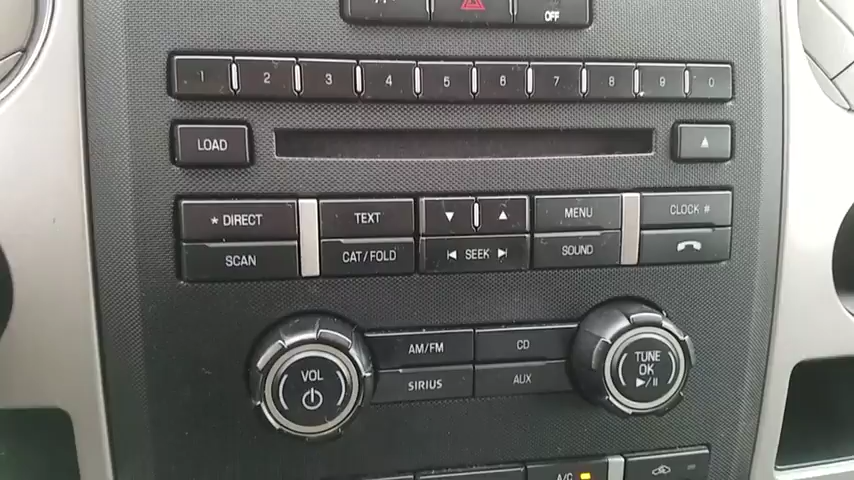 OFF
1 2 3 4 5 6 7 8 9 0
LOAD
* DIRECT TEXT MENU CLOCK #
SCAN CAT/FOLD SEEK SOUND
AM/FM CD
SIRIUS AUX
VOL
TUNE
OK
A/C